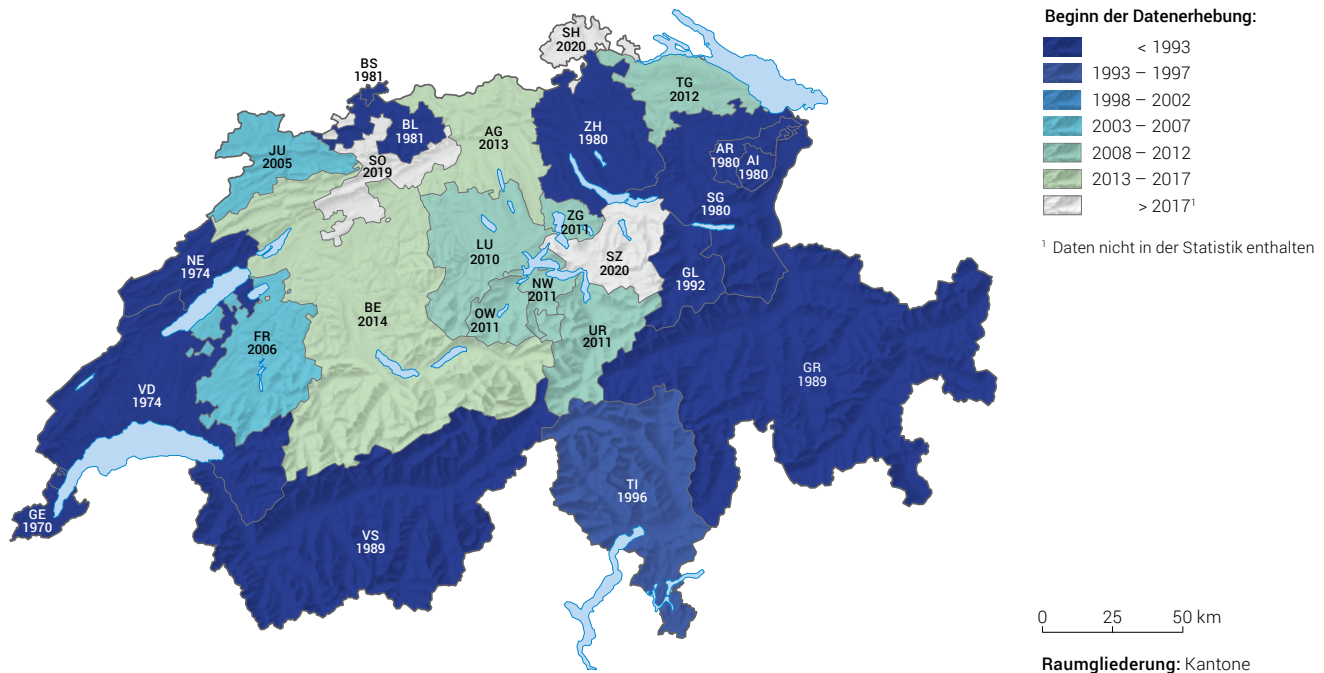 Beginn der Datenerhebung:
< 1993
1993 – 1997
1998 – 2002
2003 – 2007
2008 – 2012
2013 – 2017
> 2017¹
¹ Daten nicht in der Statistik enthalten
SH
2020
BS
1981
TG
2012
BL
1981
AG
2013
ZH
1980
JU
2005
SO
2019
AR
1980
AI
1980
SG
1980
ZG
2011
LU
2010
SZ
2020
NE
1974
GL
1992
NW
2011
BE
2014
OW
2011
UR
2011
FR
2006
GR
1989
VD
1974
TI
1996
GE
1970
VS
1989
0 25 50 km
Raumgliederung: Kantone